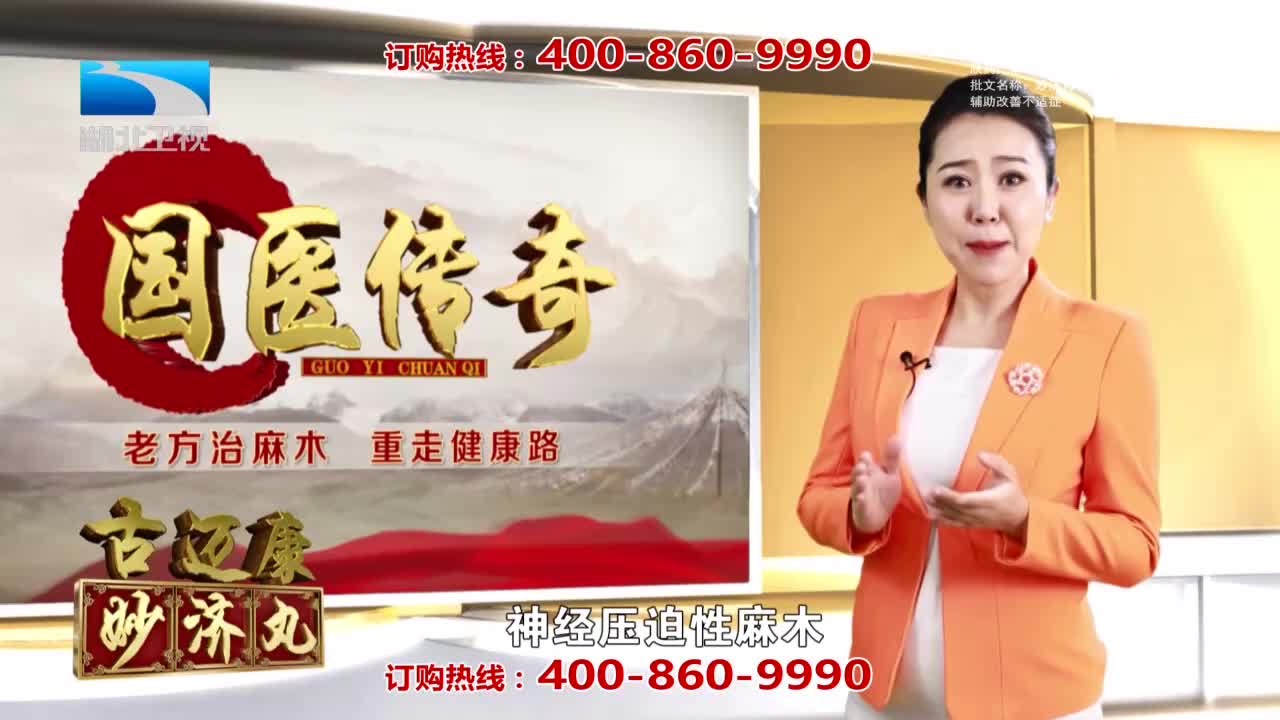 订购热线：400-860-9990
湖北卫视
批文名称：
辅助改善不适症
国医传奇
GUO YI CHUAN QI
老方治麻木 重走健康路
古迈康
妙济丸
神经压迫性麻木
订购热线：400-860-9990